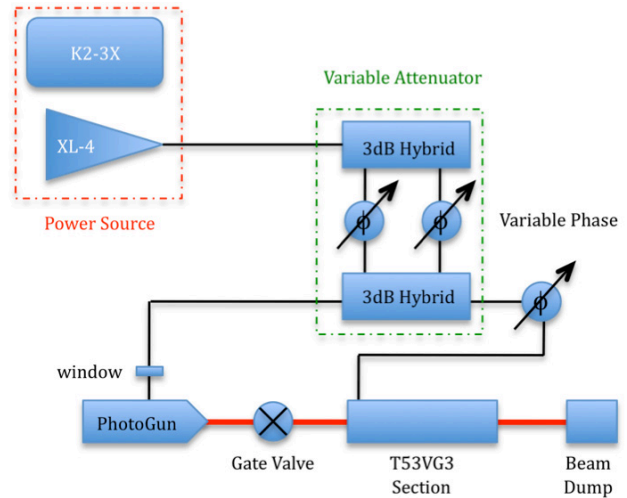 K2-3X
Variable Attenuator
XL-4
3dB Hybrid
ϕ
ϕ
Power Source
Variable Phase
3dB Hybrid
ϕ
window
PhotoGun
Gate Valve
T53VG3
Section
Beam
Dump